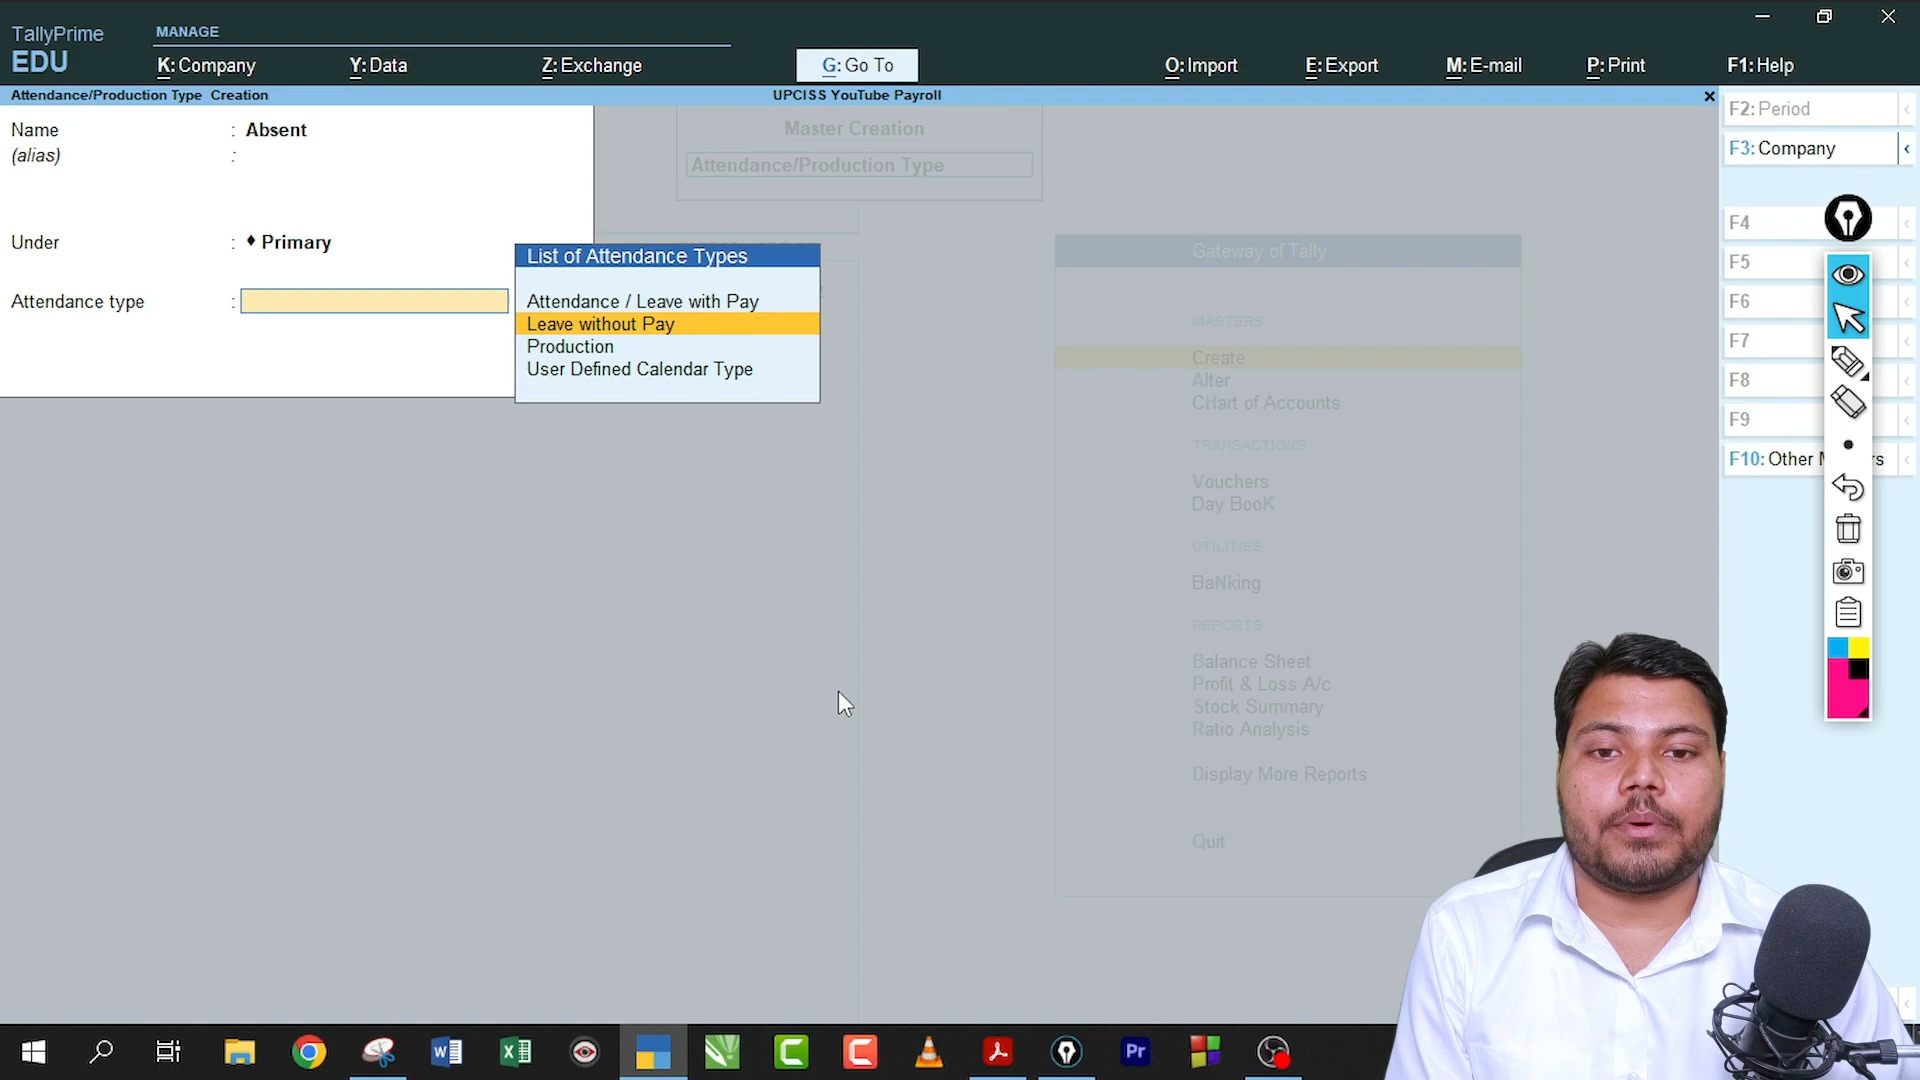 TallyPrime
EDU
MANAGE
K: Company
Y: Data
Z: Exchange
G: Go To
O: Import
E: Export
M: E-mail
P: Print
F1: Help
Attendance/Production Type Creation
UPCISS YouTube Payroll
Name : Absent
(alias) :
Under : ♦ Primary
Attendance type :
List of Attendance Types
Attendance / Leave with Pay
Leave without Pay
Production
User Defined Calendar Type
Master Creation
Attendance/Production Type
Gateway of Tally
MASTERS
Create
Alter
CHart of Accounts
TRANSACTIONS
Vouchers
Day BooK
UTILITIES
BaNking
REPORTS
Balance Sheet
Profit & Loss A/c
Stock Summary
Ratio Analysis
Display More Reports
Quit
F2: Period
F3: Company
F4
F5
F6
F7
F8
F9
F10: Other
Pr